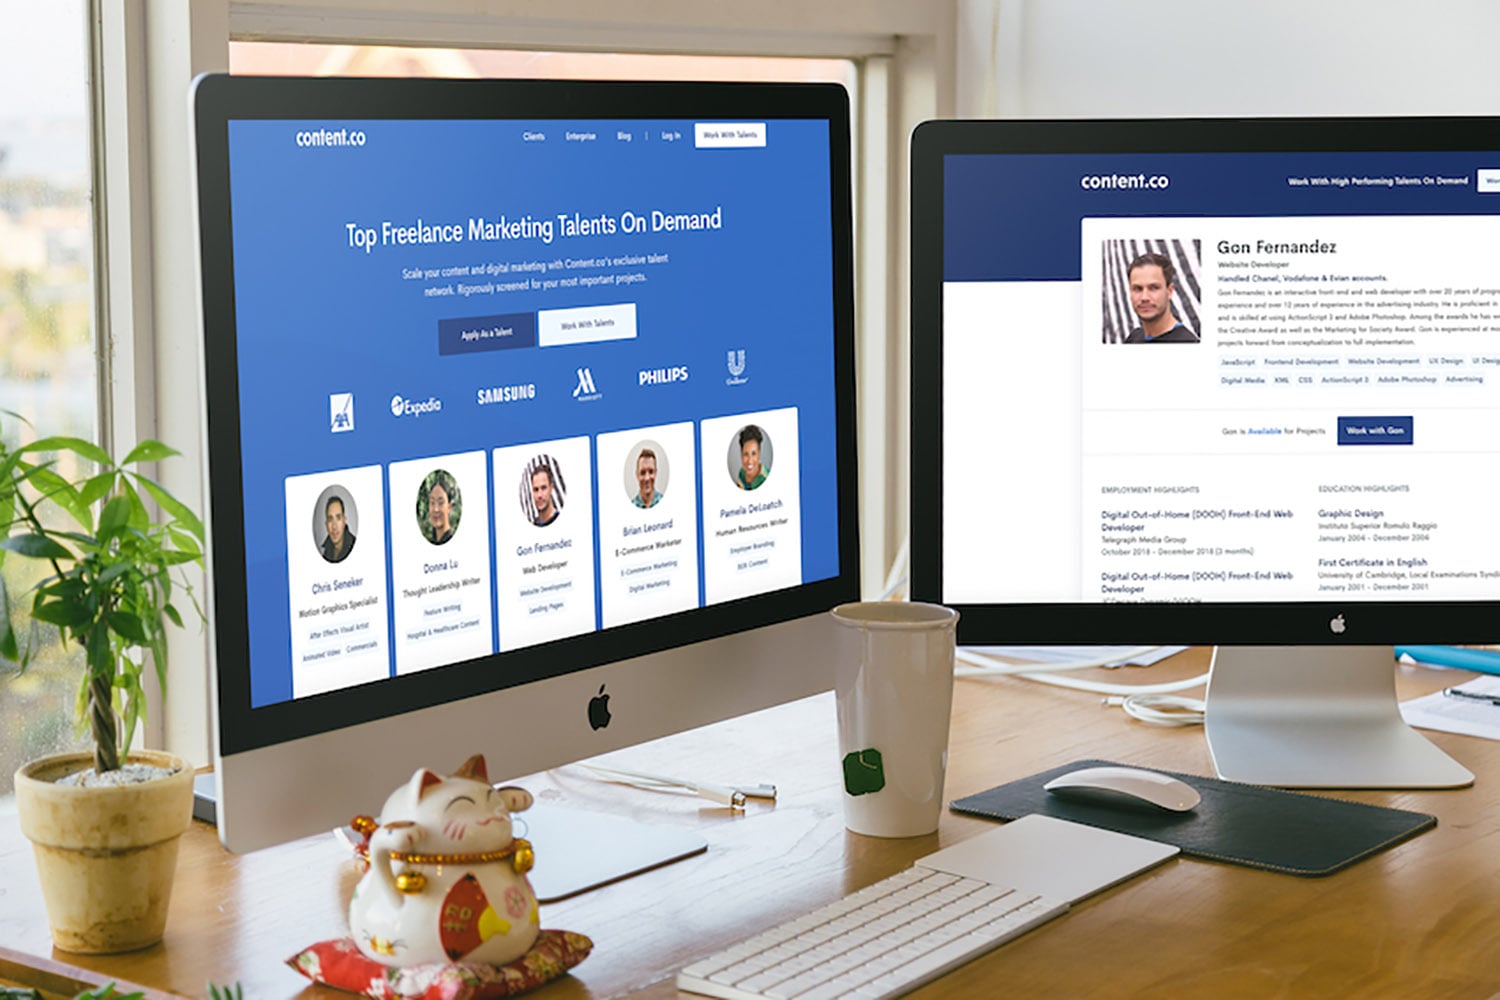 content.co
Clients Enterprise Blog | Log In Work With Talents
Top Freelance Marketing Talents On Demand
Scale your content and digital marketing with Content.co's exclusive talent
network. Rigorously screened for your most important projects.
Apply As a Talent Work With Talents
AXA Expedia SAMSUNG MARRIOTT PHILIPS Unilever
Chris Seneker
Motion Graphics Specialist
After Effects Visual Artist
Animated Video Commercials
Donna Lu
Thought Leadership Writer
Feature Writing
Hospital & Healthcare Content
Gon Fernandez
Web Developer
Website Development
Landing Pages
Brian Leonard
E-Commerce Marketer
E-Commerce Marketing
Digital Marketing
Pamela DeLoatch
Human Resources Writer
Employer Branding
B2B Content
content.co
Work With High Performing Talents On Demand
Gon Fernandez
Website Developer
Handled Chanel, Vodafone & Evian accounts.
Gon Fernandez is an interactive front-end and web developer with over 20 years of
experience and over 12 years of experience in the advertising industry. He is proficient in
and is skilled at using ActionScript 3 and Adobe Photoshop. Among the awards he has
the Creative Award as well as the Marketing for Society Award. Gon is experienced at
projects forward from conceptualization to full implementation.
JavaScript Frontend Development Website Development UX Design UI
Digital Media XML CSS ActionScript 3 Adobe Photoshop Advertising
Gon is Available for Projects Work with Gon
EMPLOYMENT HIGHLIGHTS
Digital Out-of-Home (DOOH) Front-End Web
Developer
Telegraph Media Group
October 2018 - December 2018 (3 months)
Digital Out-of-Home (DOOH) Front-End Web
Developer
EDUCATION HIGHLIGHTS
Graphic Design
Instituto Superior Romulo Raggio
January 2004 - December 2006
First Certificate in English
University of Cambridge, Local Examinations
January 2001 - December 2001